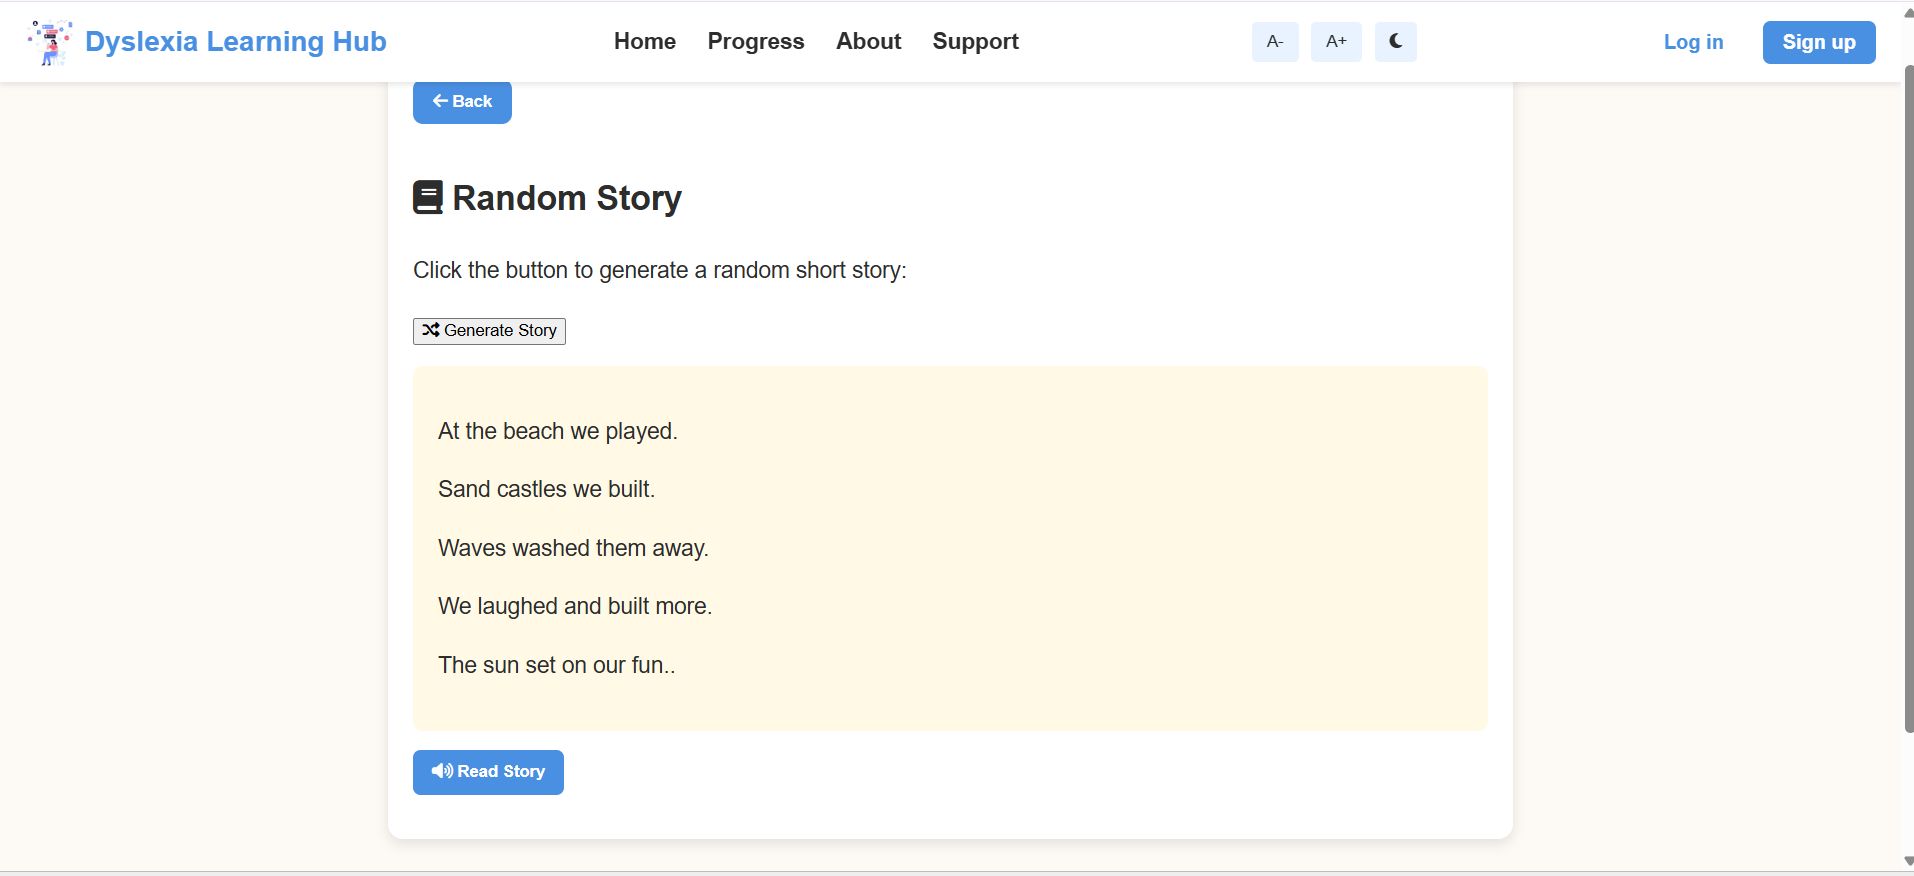 Dyslexia Learning Hub
Home Progress About Support
A- A+
Log in Sign up
Back
Random Story
Click the button to generate a random short story:
Generate Story
At the beach we played.
Sand castles we built.
Waves washed them away.
We laughed and built more.
The sun set on our fun..
Read Story